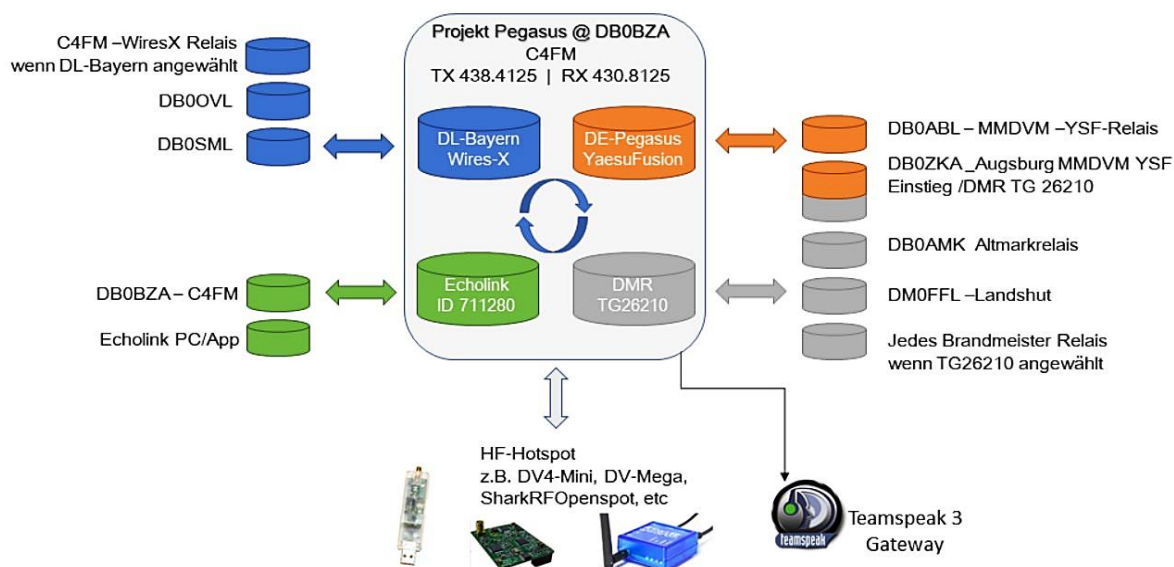 Projekt Pegasus @ DB0BZA
C4FM
TX 438.4125 | RX 430.8125
C4FM –WiresX Relais
wenn DL-Bayern angewählt
DB0OVL
DB0SML
DL-Bayern
Wires-X
DE-Pegasus
YaesuFusion
DB0ABL – MMDVM –YSF-Relais
DB0ZKA_Augsburg MMDVM YSF
Einstieg /DMR TG 26210
DB0AMK Altmarkrelais
DM0FFL –Landshut
Jedes Brandmeister Relais
wenn TG26210 angewählt
DB0BZA – C4FM
Echolink PC/App
Echolink
ID 711280
DMR
TG26210
HF-Hotspot
z.B. DV4-Mini, DV-Mega,
SharkRFOpenspot, etc
teamspeak
Teamspeak 3
Gateway